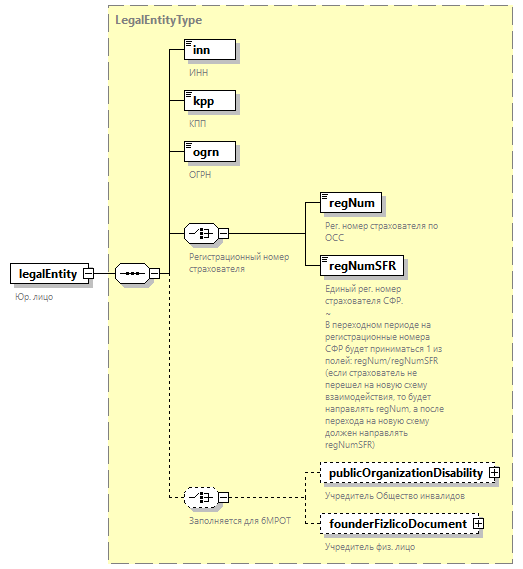 LegalEntityType
inn
ИНН
kpp
КПП
ogrn
ОГРН
regNum
Рег. номер страхователя по
ОСС
Регистрационный номер
страхователя
regNumSFR
Единый рег. номер
страхователя СФР.
~
В переходном периоде на
регистрационные номера
СФР будет приниматься 1 из
полей: regNum/regNumSFR
(если страхователь не
перешел на новую схему
взаимодействия, то будет
направлять regNum, а после
перехода на новую схему
должен направлять
regNumSFR)
legalEntity
Юр. лицо
publicOrganizationDisability
Учредитель Общество инвалидов
Заполняется для 6МРОТ
founderFizlicoDocument
Учредитель физ. лицо